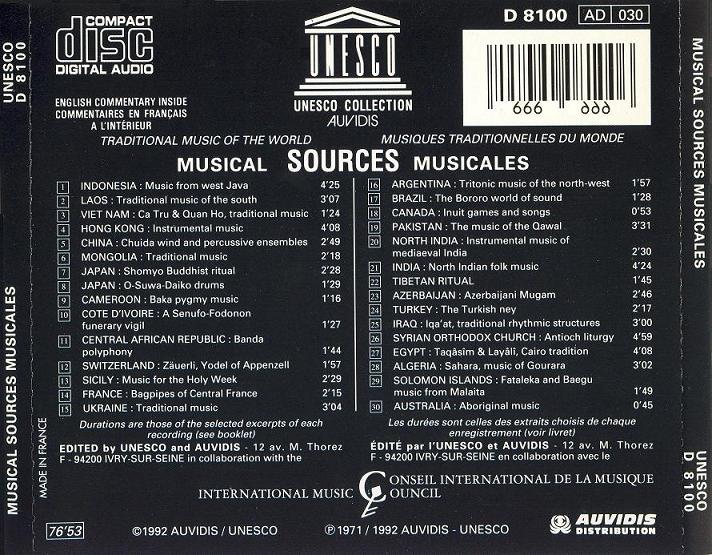 COMPACT
disc
DIGITAL AUDIO
UNESCO
UNESCO COLLECTION
AUVIDIS
D 8100 AD 030
666 666
ENGLISH COMMENTARY INSIDE
COMMENTAIRES EN FRANÇAIS
A L'INTÉRIEUR
TRADITIONAL MUSIC OF THE WORLD
MUSIQUES TRADITIONNELLES DU MONDE
MUSICAL SOURCES MUSICALES
1 INDONESIA : Music from west Java 4'25
2 LAOS : Traditional music of the south 3'07
3 VIET NAM : Ca Tru & Quan Ho, traditional music 1'24
4 HONG KONG : Instrumental music 4'08
5 CHINA : Chuida wind and percussive ensembles 2'49
6 MONGOLIA : Traditional music 2'18
7 JAPAN : Shomyo Buddhist ritual 2'28
8 JAPAN : O-Suwa-Daiko drums 1'29
9 CAMEROON : Baka pygmy music 1'16
10 COTE D'IVOIRE : A Senufo-Fodonon
funerary vigil 1'27
11 CENTRAL AFRICAN REPUBLIC : Banda
polyphony 1'44
12 SWITZERLAND : Zäuerli, Yodel of Appenzell 1'57
13 SICILY : Music for the Holy Week 2'29
14 FRANCE : Bagpipes of Central France 2'15
15 UKRAINE : Traditional music 3'04
Durations are those of the selected excerpts of each
recording (see booklet)
EDITED by UNESCO and AUVIDIS - 12 av. M. Thorez
F - 94200 IVRY-SUR-SEINE in collaboration with the
16 ARGENTINA : Tritonic music of the north-west 1'57
17 BRAZIL : The Bororo world of sound 1'28
18 CANADA : Inuit games and songs 0'53
19 PAKISTAN : The music of the Qawal 3'31
20 NORTH INDIA : Instrumental music of
mediaeval India 2'30
21 INDIA : North Indian folk music 4'24
22 TIBETAN RITUAL 1'45
23 AZERBAIJAN : Azerbaijani Mugam 2'46
24 TURKEY : The Turkish ney 2'17
25 IRAQ : Iqa'at, traditional rhythmic structures 3'00
26 SYRIAN ORTHODOX CHURCH : Antioch liturgy 4'59
27 EGYPT : Taqâsîm & Layâlî, Cairo tradition 4'08
28 ALGERIA : Sahara, music of Gourara 3'02
29 SOLOMON ISLANDS : Fataleka and Baegu
music from Malaita 1'49
30 AUSTRALIA : Aboriginal music 0'45
Les durées sont celles des extraits choisis de chaque
enregistrement (voir livret)
ÉDITÉ par l'UNESCO et AUVIDIS - 12 av. M. Thorez
F - 94200 IVRY-SUR-SEINE en collaboration avec le
INTERNATIONAL MUSIC COUNCIL
CONSEIL INTERNATIONAL DE LA MUSIQUE
76'53
©1992 AUVIDIS / UNESCO
℗1971 / 1992 AUVIDIS - UNESCO
AUVIDIS
DISTRIBUTION
MADE IN FRANCE
UNESCO
D 8100
MUSICAL SOURCES MUSICALES
MUSICAL SOURCES MUSICALES
UNESCO
D 8100